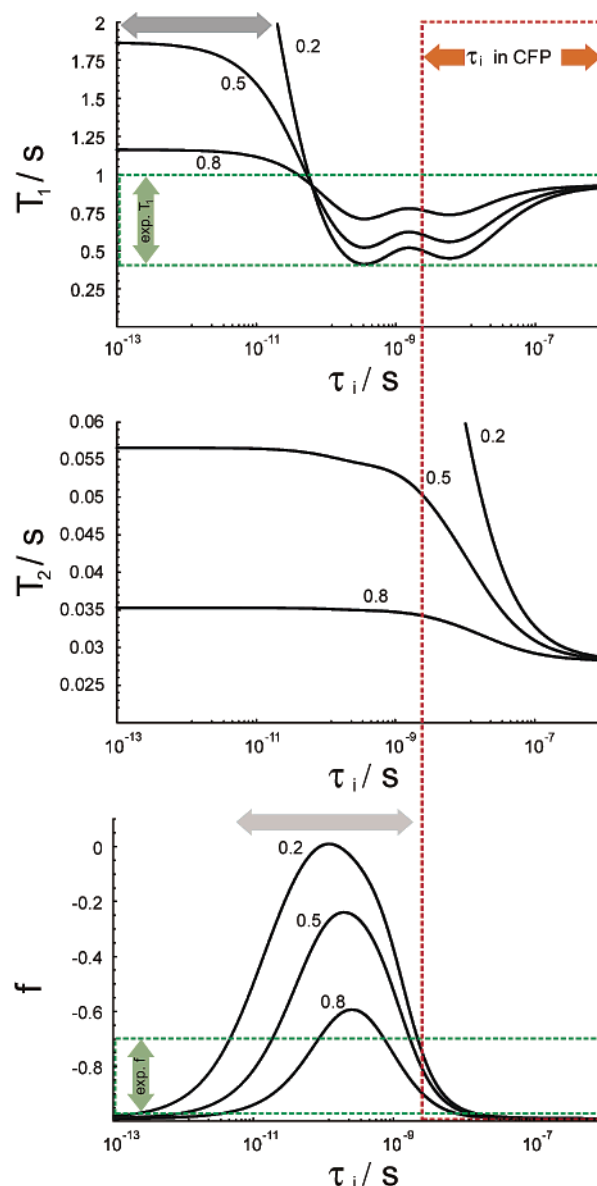 2
1.75
1.5
1.25
1
0.75
0.5
0.25
T₁ / s
exp. T₁
0.2
0.5
0.8
τᵢ in CFP
10⁻¹³ 10⁻¹¹ 10⁻⁹ 10⁻⁷
τᵢ / s
0.06
0.055
0.05
0.045
0.04
0.035
0.03
0.025
T₂ / s
0.2
0.5
0.8
10⁻¹³ 10⁻¹¹ 10⁻⁹ 10⁻⁷
τᵢ / s
0
-0.2
-0.4
-0.6
-0.8
f
exp. f
0.2
0.5
0.8
10⁻¹³ 10⁻¹¹ 10⁻⁹ 10⁻⁷
τᵢ / s